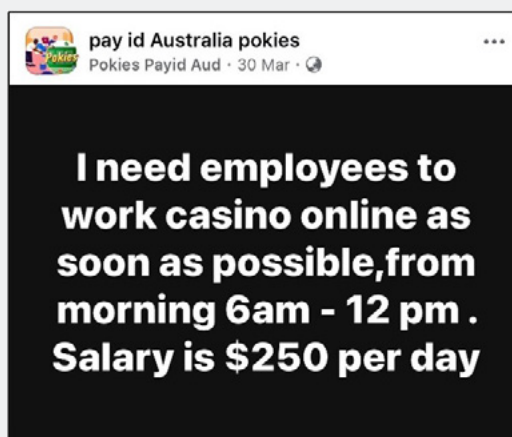 pay id Australia pokies
Pokies Payid Aud · 30 Mar ·
Pokies
I need employees to
work casino online as
soon as possible,from
morning 6am - 12 pm .
Salary is $250 per day